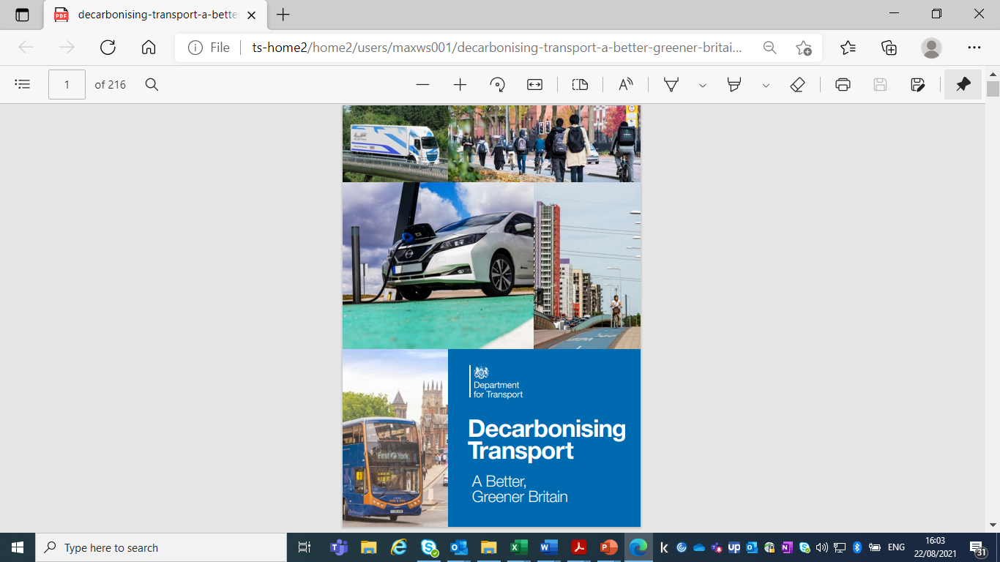 decarbonising-transport-a-bette
File
ts-home2/home2/users/maxws001/decarbonising-transport-a-better-greener-britai...
1
of 216
Department
for Transport
Decarbonising
Transport
A Better,
Greener Britain
First York
Type here to search
ENG
16:03
22/08/2021
31